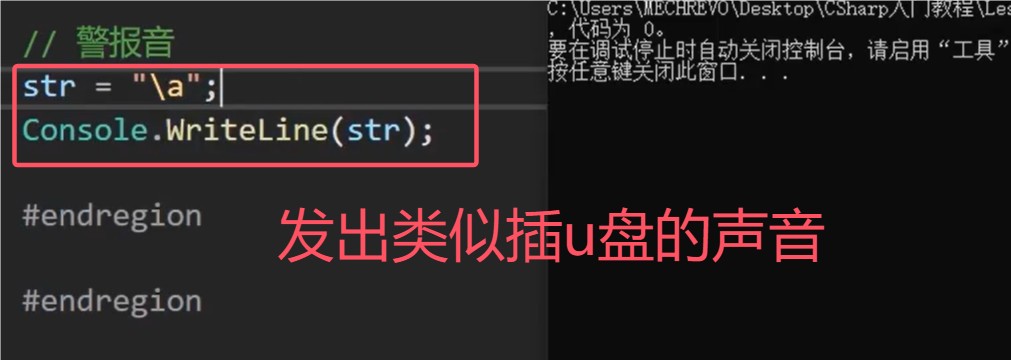 // 警报音
str = "\a";
Console.WriteLine(str);
#endregion
#endregion
C:\Users\MECHREVO\Desktop\CSharp入门教程\Les
，代码为 0。
要在调试停止时自动关闭控制台，请启用“工具”
按任意键关闭此窗口. . .
发出类似插u盘的声音